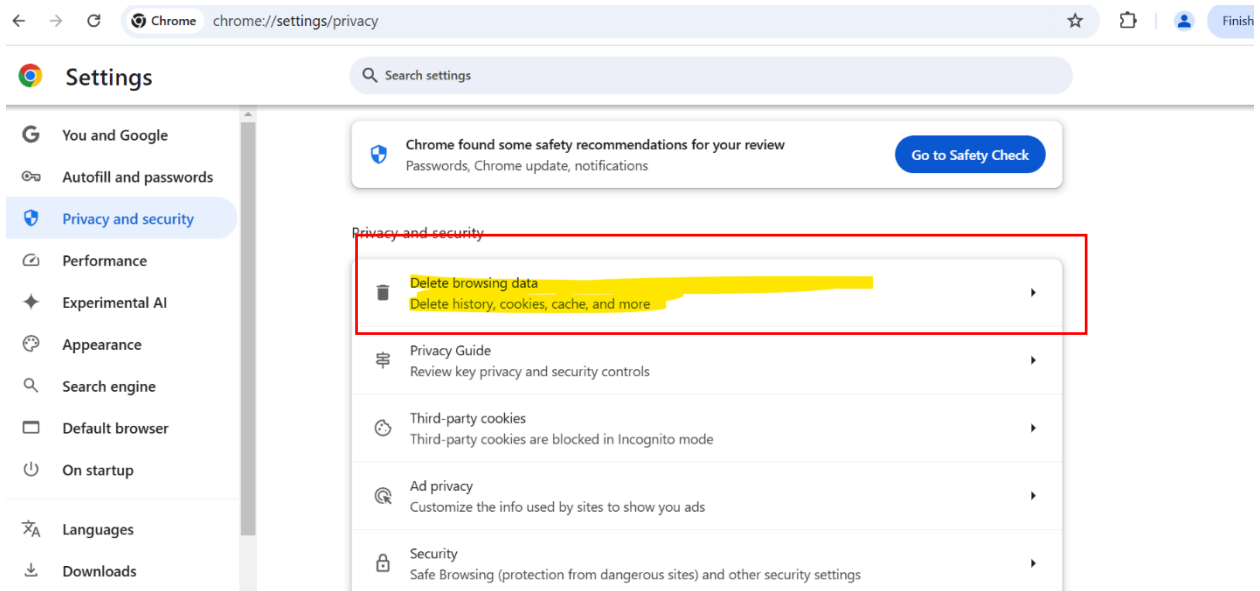 Chrome chrome://settings/privacy Finish
Settings
Search settings
You and Google
Autofill and passwords
Privacy and security
Performance
Experimental AI
Appearance
Search engine
Default browser
On startup
Languages
Downloads
Chrome found some safety recommendations for your review
Passwords, Chrome update, notifications
Go to Safety Check
Privacy and security
Delete browsing data
Delete history, cookies, cache, and more
Privacy Guide
Review key privacy and security controls
Third-party cookies
Third-party cookies are blocked in Incognito mode
Ad privacy
Customize the info used by sites to show you ads
Security
Safe Browsing (protection from dangerous sites) and other security settings